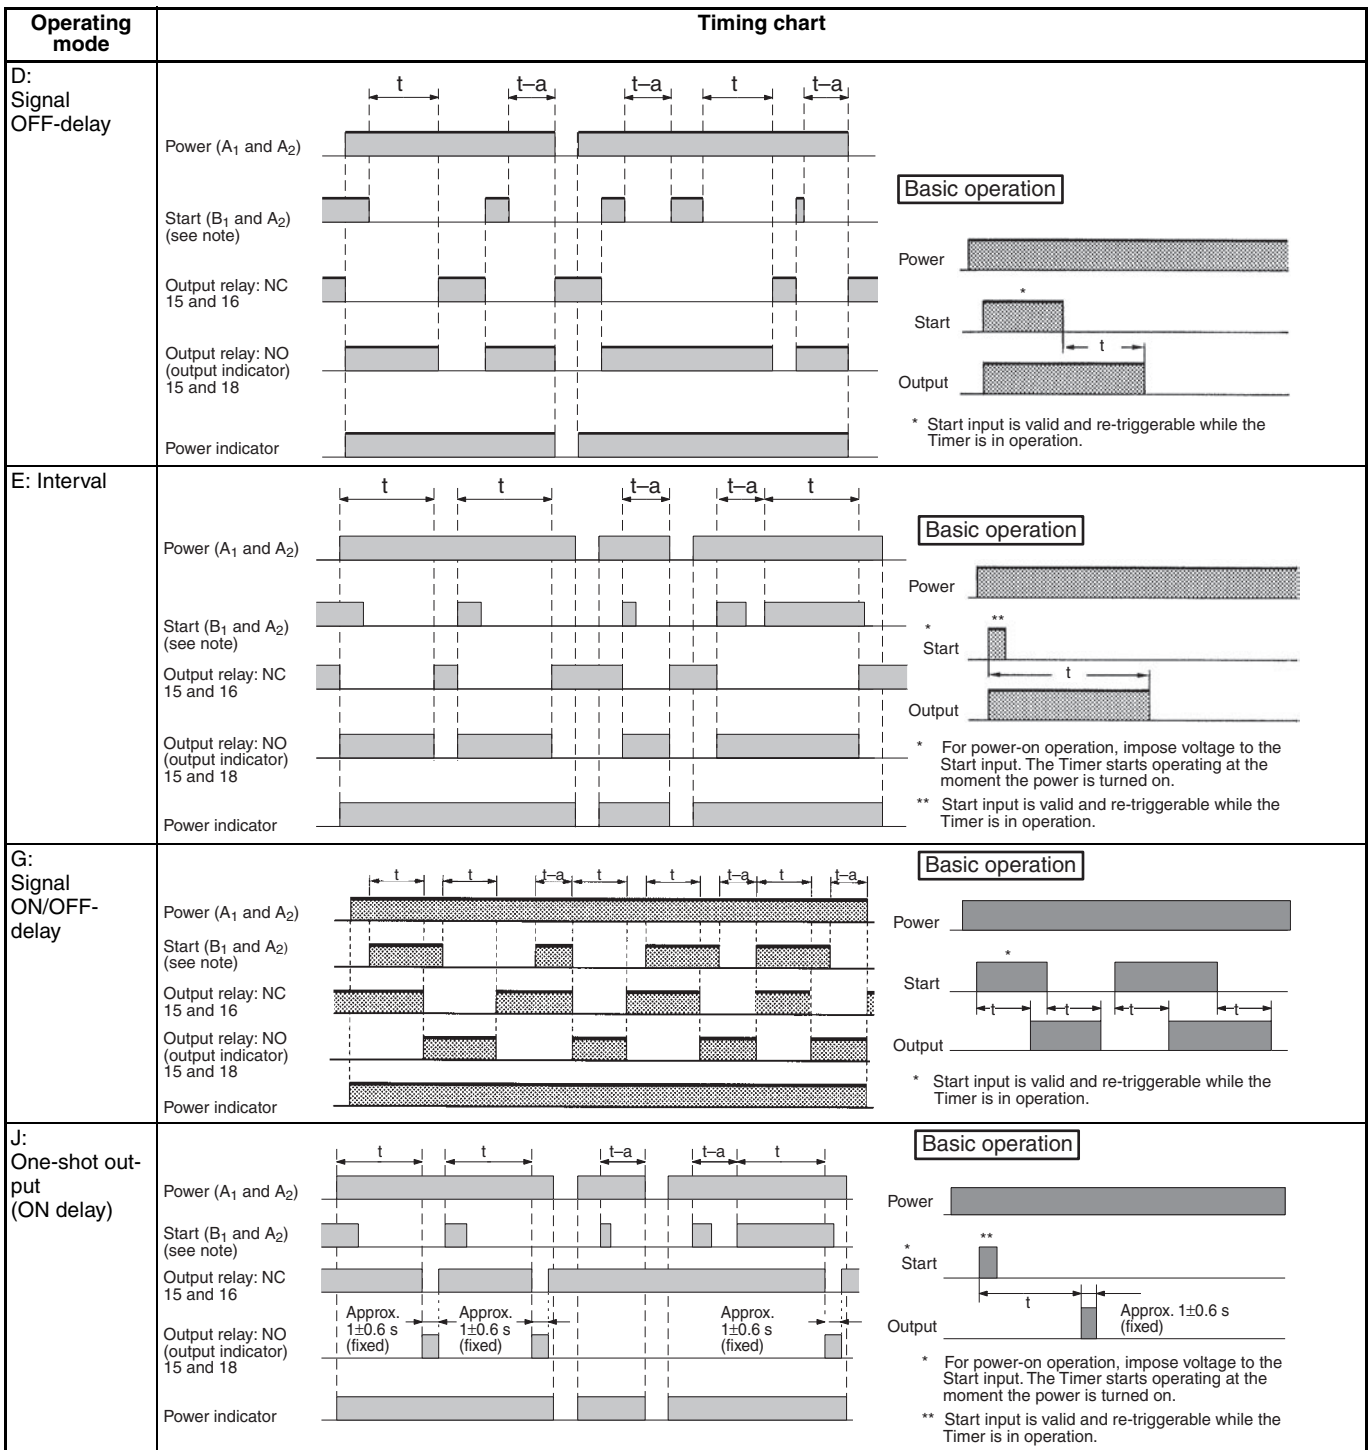 Operating
mode
Timing chart
D:
Signal
OFF-delay
t
t–a
t–a
t
t–a
Power (A1 and A2)
Start (B1 and A2)
(see note)
Output relay: NC
15 and 16
Output relay: NO
(output indicator)
15 and 18
Power indicator
Basic operation
Power
*
Start
t
Output
* Start input is valid and re-triggerable while the
Timer is in operation.
E: Interval
t
t
t–a
t–a
t
Power (A1 and A2)
Start (B1 and A2)
(see note)
Output relay: NC
15 and 16
Output relay: NO
(output indicator)
15 and 18
Power indicator
Basic operation
Power
**
*
Start
t
Output
* For power-on operation, impose voltage to the
Start input. The Timer starts operating at the
moment the power is turned on.
** Start input is valid and re-triggerable while the
Timer is in operation.
G:
Signal
ON/OFF-
delay
t
t
t–a
t
t
t–a
t
t–a
Power (A1 and A2)
Start (B1 and A2)
(see note)
Output relay: NC
15 and 16
Output relay: NO
(output indicator)
15 and 18
Power indicator
Basic operation
Power
*
Start
t
t
t
t
Output
* Start input is valid and re-triggerable while the
Timer is in operation.
J:
One-shot out-
put
(ON delay)
t
t
t–a
t–a
t
Power (A1 and A2)
Start (B1 and A2)
(see note)
Output relay: NC
15 and 16
Approx.
1±0.6 s
(fixed)
Approx.
1±0.6 s
(fixed)
Approx.
1±0.6 s
(fixed)
Output relay: NO
(output indicator)
15 and 18
Power indicator
Basic operation
Power
**
*
Start
t
Approx. 1±0.6 s
(fixed)
Output
* For power-on operation, impose voltage to the
Start input. The Timer starts operating at the
moment the power is turned on.
** Start input is valid and re-triggerable while the
Timer is in operation.